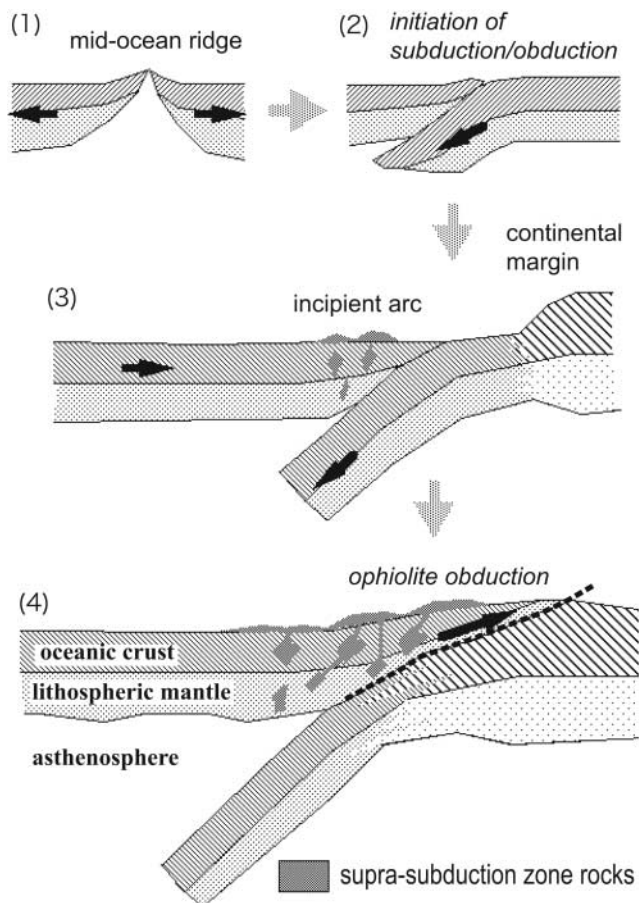 (1)
mid-ocean ridge
(2)
initiation of
subduction/obduction
continental
margin
(3)
incipient arc
ophiolite obduction
(4)
oceanic crust
lithospheric mantle
asthenosphere
supra-subduction zone rocks